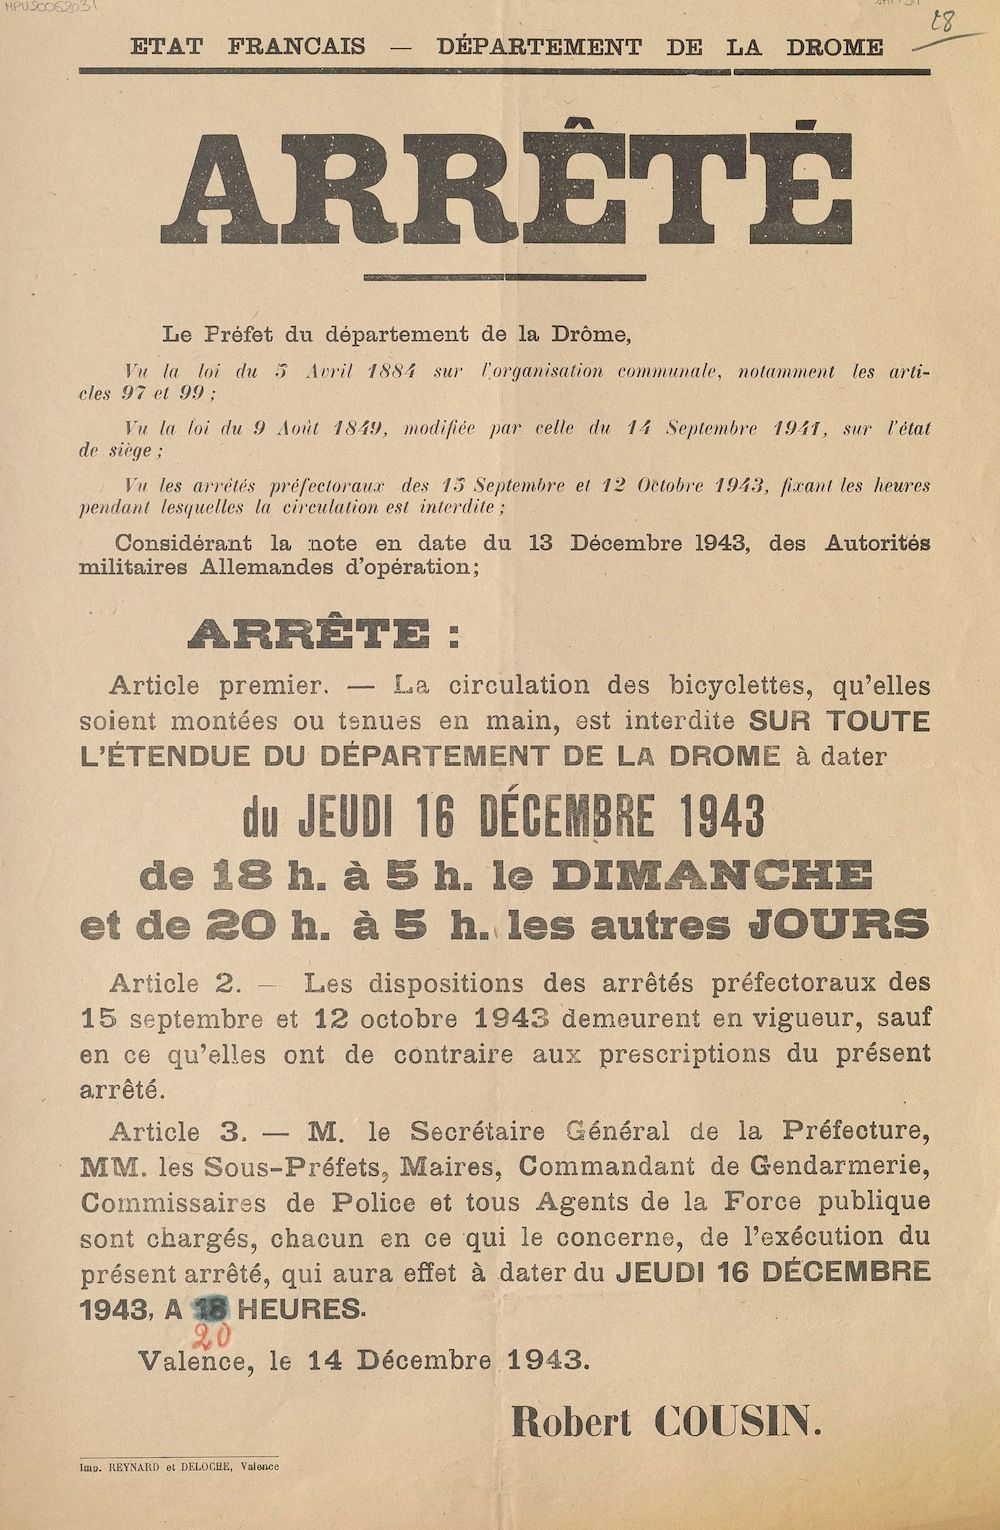 MPU20062031
28
ETAT FRANCAIS — DÉPARTEMENT DE LA DROME
ARRÊTÉ
Le Préfet du département de la Drôme,
Vu la loi du 5 Avril 1884 sur l'organisation communale, notamment les arti-
cles 97 et 99 ;
Vu la loi du 9 Août 1849, modifiée par celle du 14 Septembre 1941, sur l'état
de siège ;
Vu les arrêtés préfectoraux des 15 Septembre et 12 Octobre 1943, fixant les heures
pendant lesquelles la circulation est interdite ;
Considérant la note en date du 13 Décembre 1943, des Autorités
militaires Allemandes d'opération;
ARRÊTE :
Article premier. — La circulation des bicyclettes, qu'elles
soient montées ou tenues en main, est interdite SUR TOUTE
L'ÉTENDUE DU DÉPARTEMENT DE LA DROME à dater
du JEUDI 16 DÉCEMBRE 1943
de 18 h. à 5 h. le DIMANCHE
et de 20 h. à 5 h. les autres JOURS
Article 2. — Les dispositions des arrêtés préfectoraux des
15 septembre et 12 octobre 1943 demeurent en vigueur, sauf
en ce qu'elles ont de contraire aux prescriptions du présent
arrêté.
Article 3. — M. le Secrétaire Général de la Préfecture,
MM. les Sous-Préfets, Maires, Commandant de Gendarmerie,
Commissaires de Police et tous Agents de la Force publique
sont chargés, chacun en ce qui le concerne, de l'exécution du
présent arrêté, qui aura effet à dater du JEUDI 16 DÉCEMBRE
1943, A 18 HEURES.
20
Valence, le 14 Décembre 1943.
Robert COUSIN.
Imp. REYNARD et DELOCHE, Valence